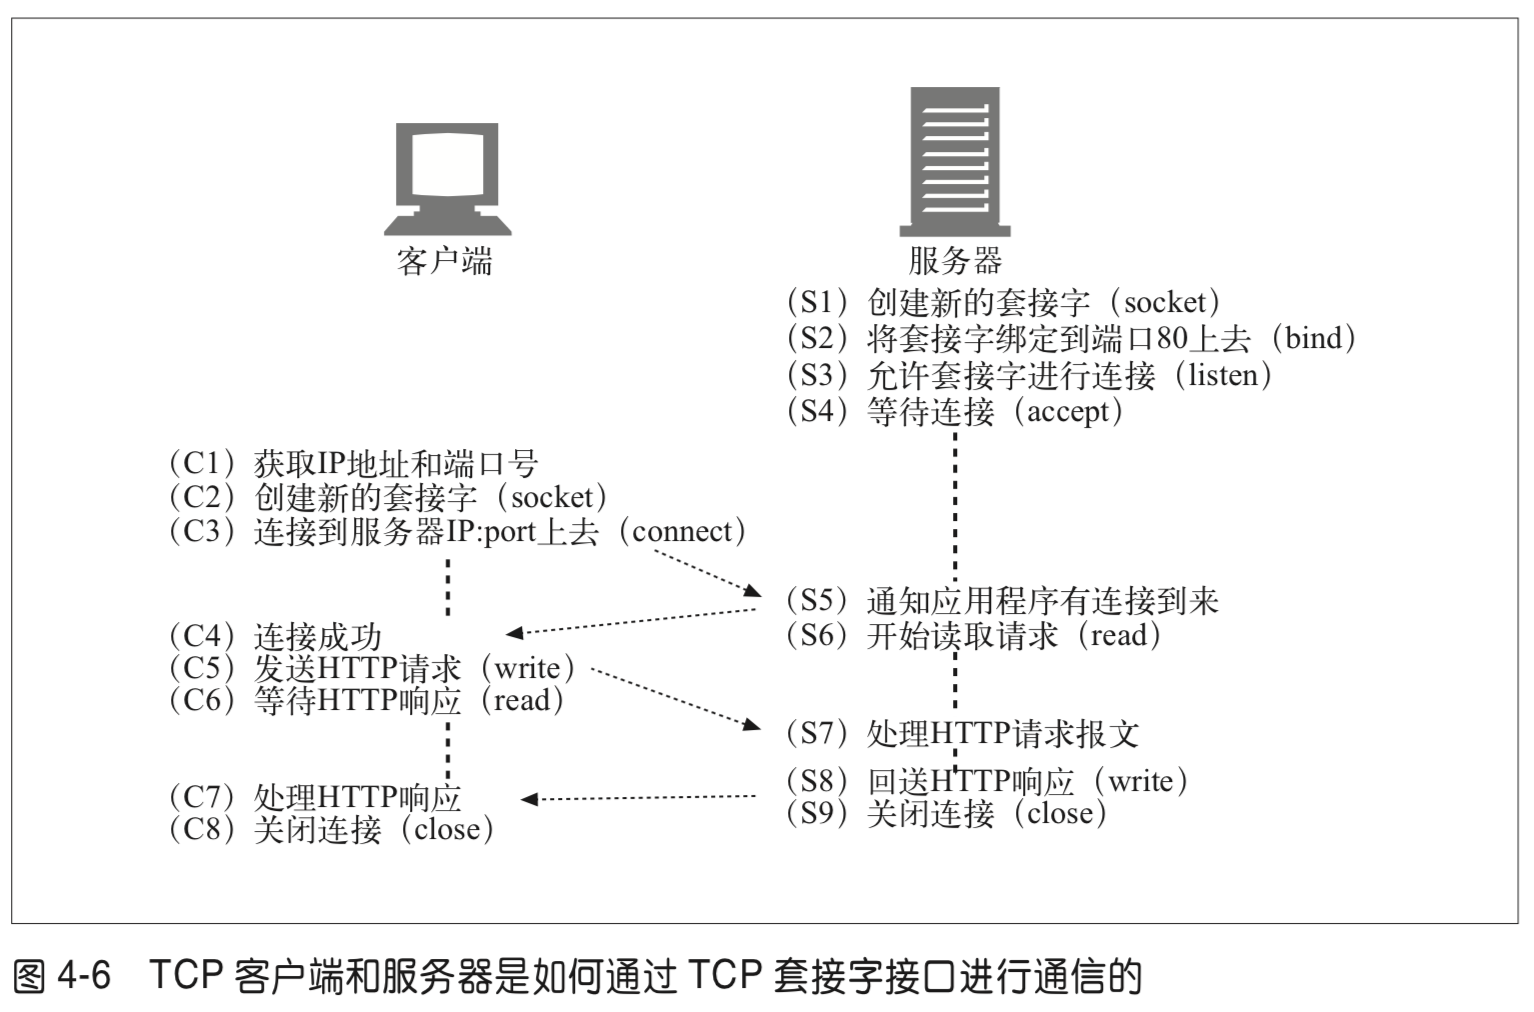 客户端
服务器
(S1)创建新的套接字(socket)
(S2)将套接字绑定到端口80上去(bind)
(S3)允许套接字进行连接(listen)
(S4)等待连接(accept)
(C1)获取IP地址和端口号
(C2)创建新的套接字(socket)
(C3)连接到服务器IP:port上去(connect)
(S5)通知应用程序有连接到来
(S6)开始读取请求(read)
(C4)连接成功
(C5)发送HTTP请求(write)
(C6)等待HTTP响应(read)
(S7)处理HTTP请求报文
(S8)回送HTTP响应(write)
(S9)关闭连接(close)
(C7)处理HTTP响应
(C8)关闭连接(close)
图 4-6 TCP 客户端和服务器是如何通过 TCP 套接字接口进行通信的